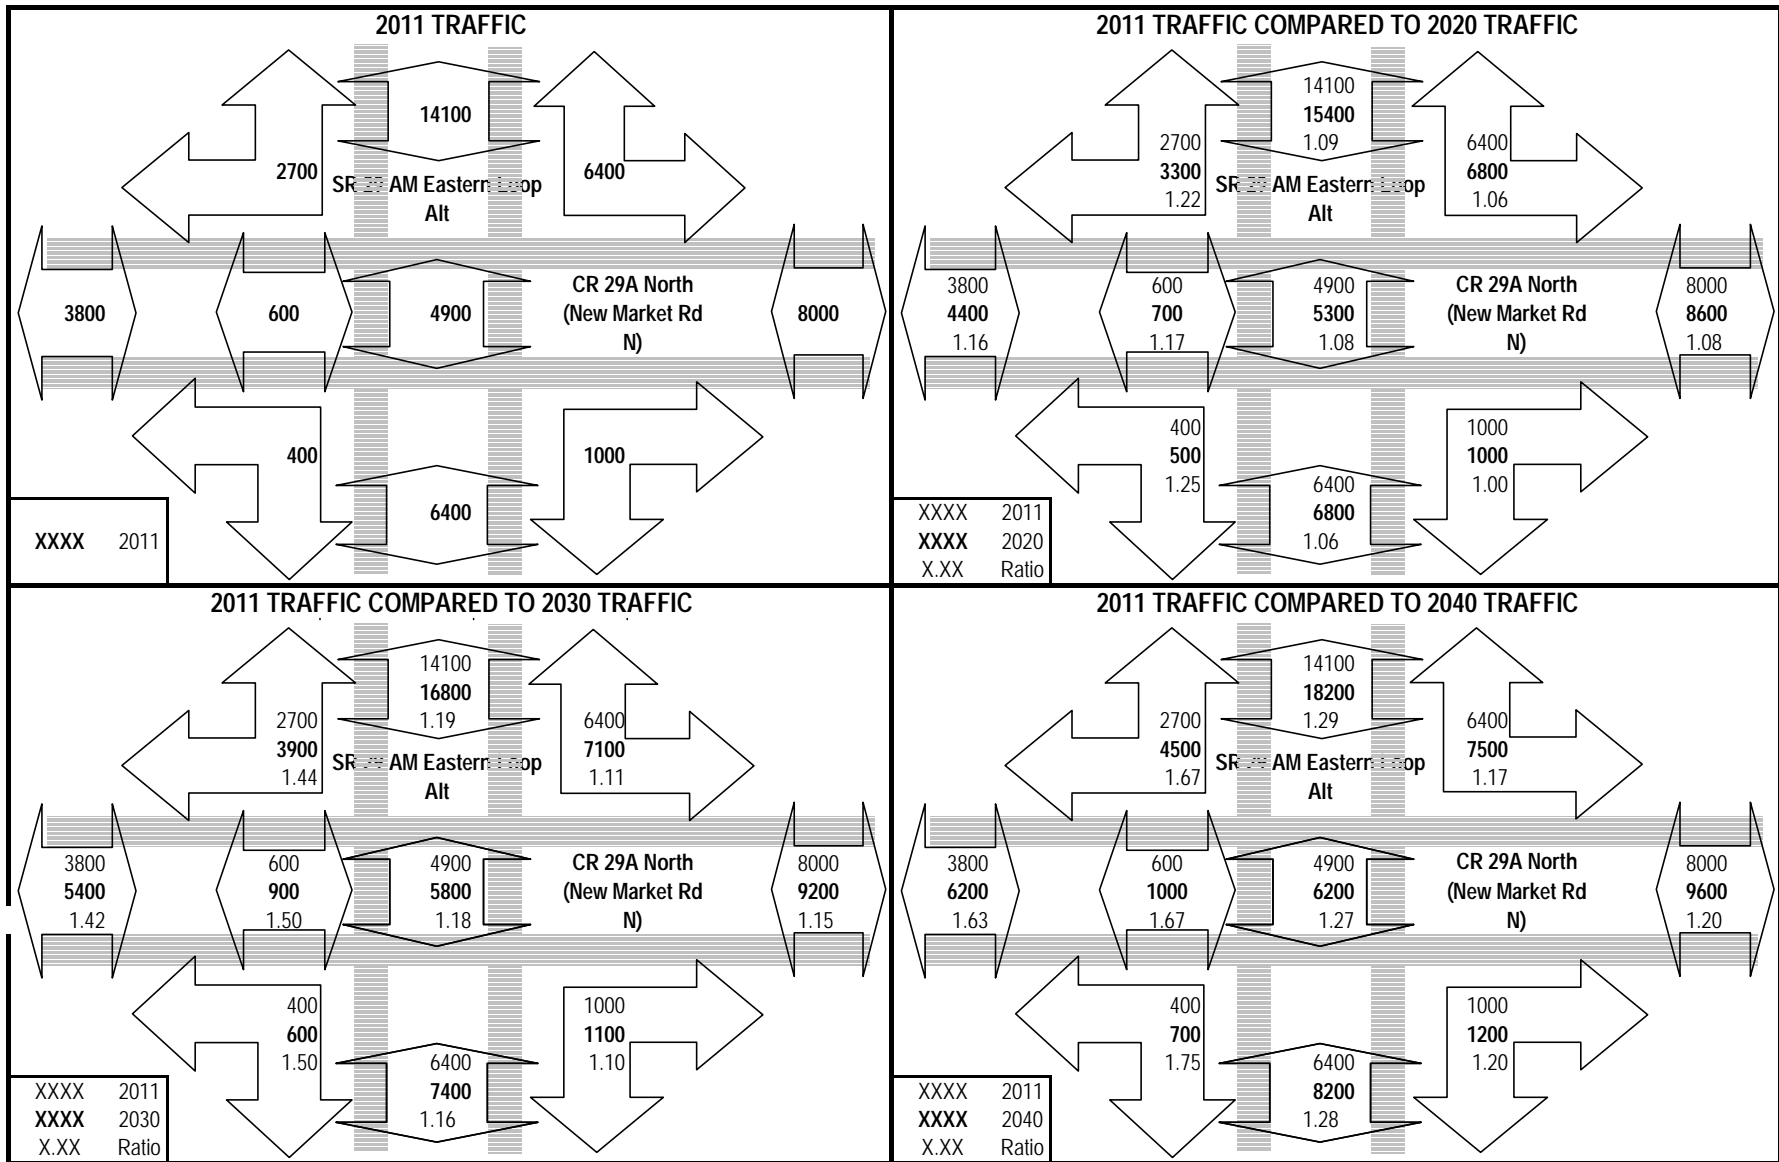 2011 TRAFFIC
14100
2700
6400
SR 29 AM Eastern Loop
Alt
3800
600
4900
CR 29A North
(New Market Rd
N)
8000
400
1000
6400
XXXX 2011
2011 TRAFFIC COMPARED TO 2020 TRAFFIC
14100
15400
1.09
2700
3300
1.22
6400
6800
1.06
SR AM Eastern Loop
Alt
3800
4400
1.16
600
700
1.17
4900
5300
1.08
CR 29A North
(New Market Rd
N)
8000
8600
1.08
400
500
1.25
1000
1000
1.00
6400
6800
1.06
XXXX 2011
XXXX 2020
X.XX Ratio
2011 TRAFFIC COMPARED TO 2030 TRAFFIC
14100
16800
1.19
2700
3900
1.44
6400
7100
1.11
SR 29 AM Eastern Loop
Alt
3800
5400
1.42
600
900
1.50
4900
5800
1.18
CR 29A North
(New Market Rd
N)
8000
9200
1.15
400
600
1.50
1000
1100
1.10
6400
7400
1.16
XXXX 2011
XXXX 2030
X.XX Ratio
2011 TRAFFIC COMPARED TO 2040 TRAFFIC
14100
18200
1.29
2700
4500
1.67
6400
7500
1.17
SR 29 AM Eastern Loop
Alt
3800
6200
1.63
600
1000
1.67
4900
6200
1.27
CR 29A North
(New Market Rd
N)
8000
9600
1.20
400
700
1.75
1000
1200
1.20
6400
8200
1.28
XXXX 2011
XXXX 2040
X.XX Ratio